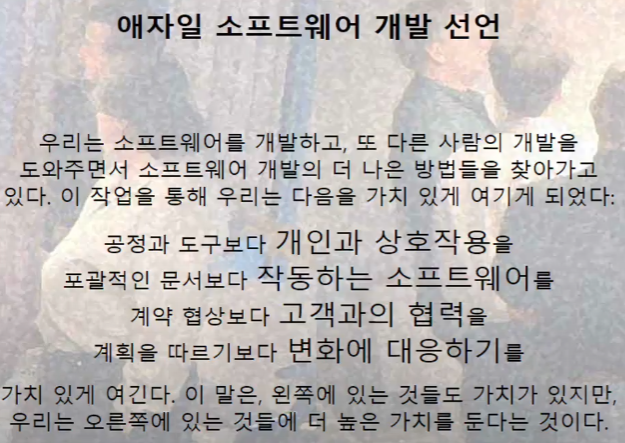 애자일 소프트웨어 개발 선언
우리는 소프트웨어를 개발하고, 또 다른 사람의 개발을
도와주면서 소프트웨어 개발의 더 나은 방법들을 찾아가고
있다. 이 작업을 통해 우리는 다음을 가치 있게 여기게 되었다:
공정과 도구보다 개인과 상호작용을
포괄적인 문서보다 작동하는 소프트웨어를
계약 협상보다 고객과의 협력을
계획을 따르기보다 변화에 대응하기를
가치 있게 여긴다. 이 말은, 왼쪽에 있는 것들도 가치가 있지만,
우리는 오른쪽에 있는 것들에 더 높은 가치를 둔다는 것이다.